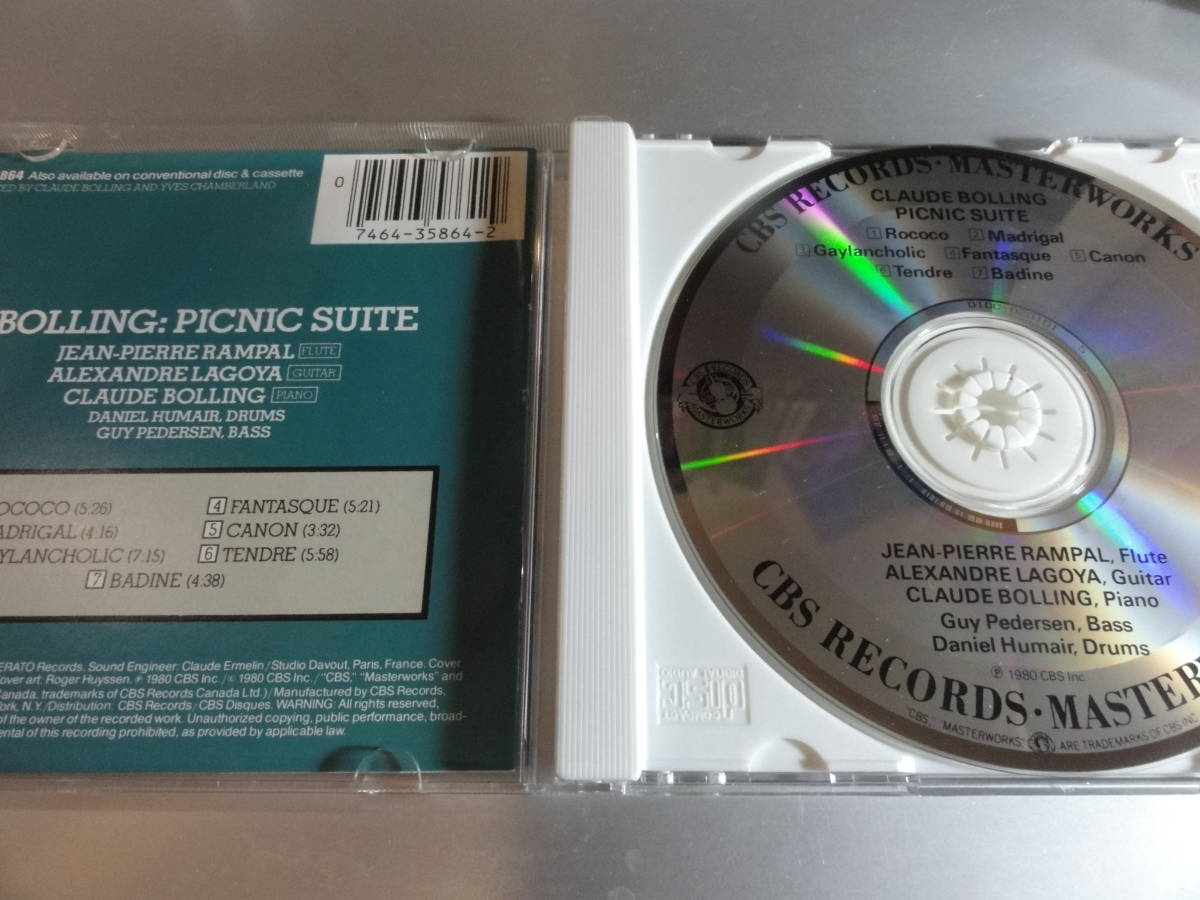 864 Also available on conventional disc & cassette
TED BY CLAUDE BOLLING AND YVES CHAMBERLAND
0
7464-35864-2
BOLLING: PICNIC SUITE
JEAN-PIERRE RAMPAL FLUTE
ALEXANDRE LAGOYA GUITAR
CLAUDE BOLLING PIANO
DANIEL HUMAIR, DRUMS
GUY PEDERSEN, BASS
OCOCO (5:26)
ADRIGAL (4:16)
YLANCHOLIC (7:15)
4 FANTASQUE (5:21)
5 CANON (3:32)
6 TENDRE (5:58)
7 BADINE (4:38)
ERATO Records. Sound Engineer: Claude Ermelin/Studio Davout, Paris, France. Cover
over art: Roger Huyssen. ℗ 1980 CBS Inc./© 1980 CBS Inc./"CBS," "Masterworks" and
Canada, trademarks of CBS Records Canada Ltd.)/Manufactured by CBS Records,
ork, N.Y./Distribution: CBS Records/CBS Disques. WARNING: All rights reserved,
of the owner of the recorded work. Unauthorized copying, public performance, broad-
ental of this recording prohibited, as provided by applicable law.
CBS RECORDS · MASTERWORKS
CLAUDE BOLLING
PICNIC SUITE
1 Rococo 2 Madrigal
3 Gaylancholic 4 Fantasque 5 Canon
6 Tendre 7 Badine
CBS RECORDS
MASTERWORKS
JEAN-PIERRE RAMPAL, Flute
ALEXANDRE LAGOYA, Guitar
CLAUDE BOLLING, Piano
Guy Pedersen, Bass
Daniel Humair, Drums
℗ 1980 CBS Inc.
CBS RECORDS · MASTER
"CBS," "MASTERWORKS," ARE TRADEMARKS OF CBS INC
COMPACT
disc
DIGITAL AUDIO